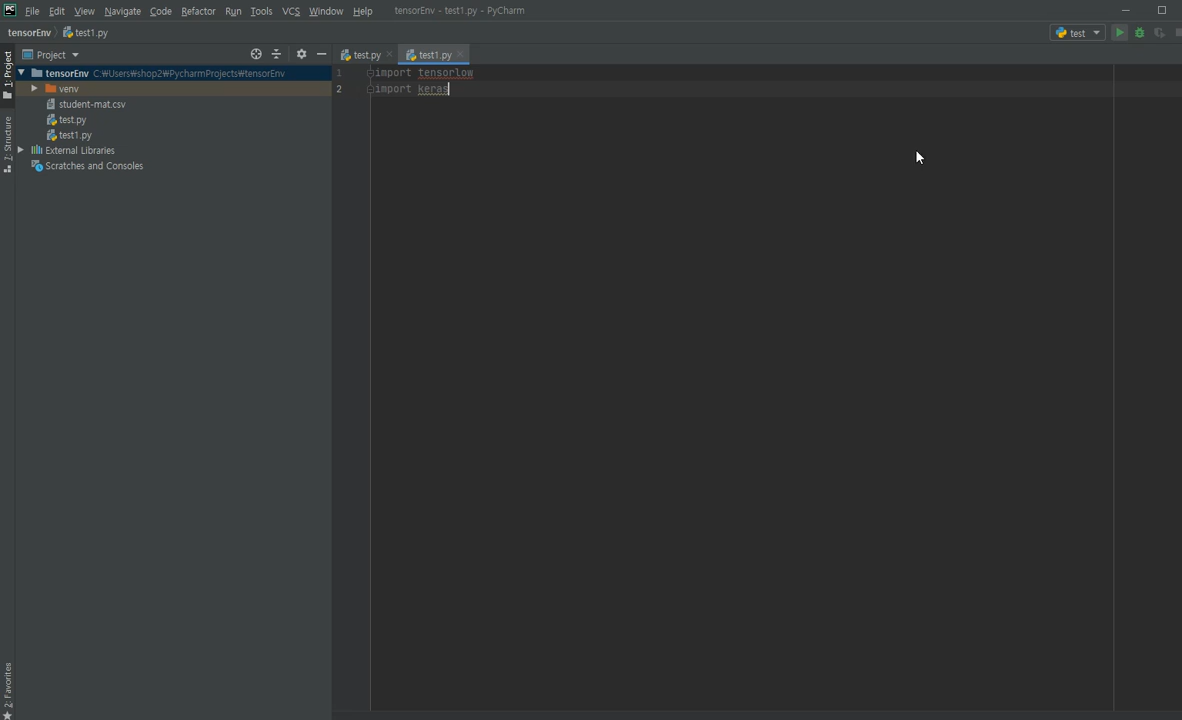 PC File Edit View Navigate Code Refactor Run Tools VCS Window Help tensorEnv - test1.py - PyCharm
tensorEnv test1.py test
1: Project
Project
test.py
test1.py
tensorEnv C:₩Users₩shop2₩PycharmProjects₩tensorEnv
venv
student-mat.csv
test.py
test1.py
External Libraries
Scratches and Consoles
1 import tensorlow
2 import keras
7: Structure
2: Favorites